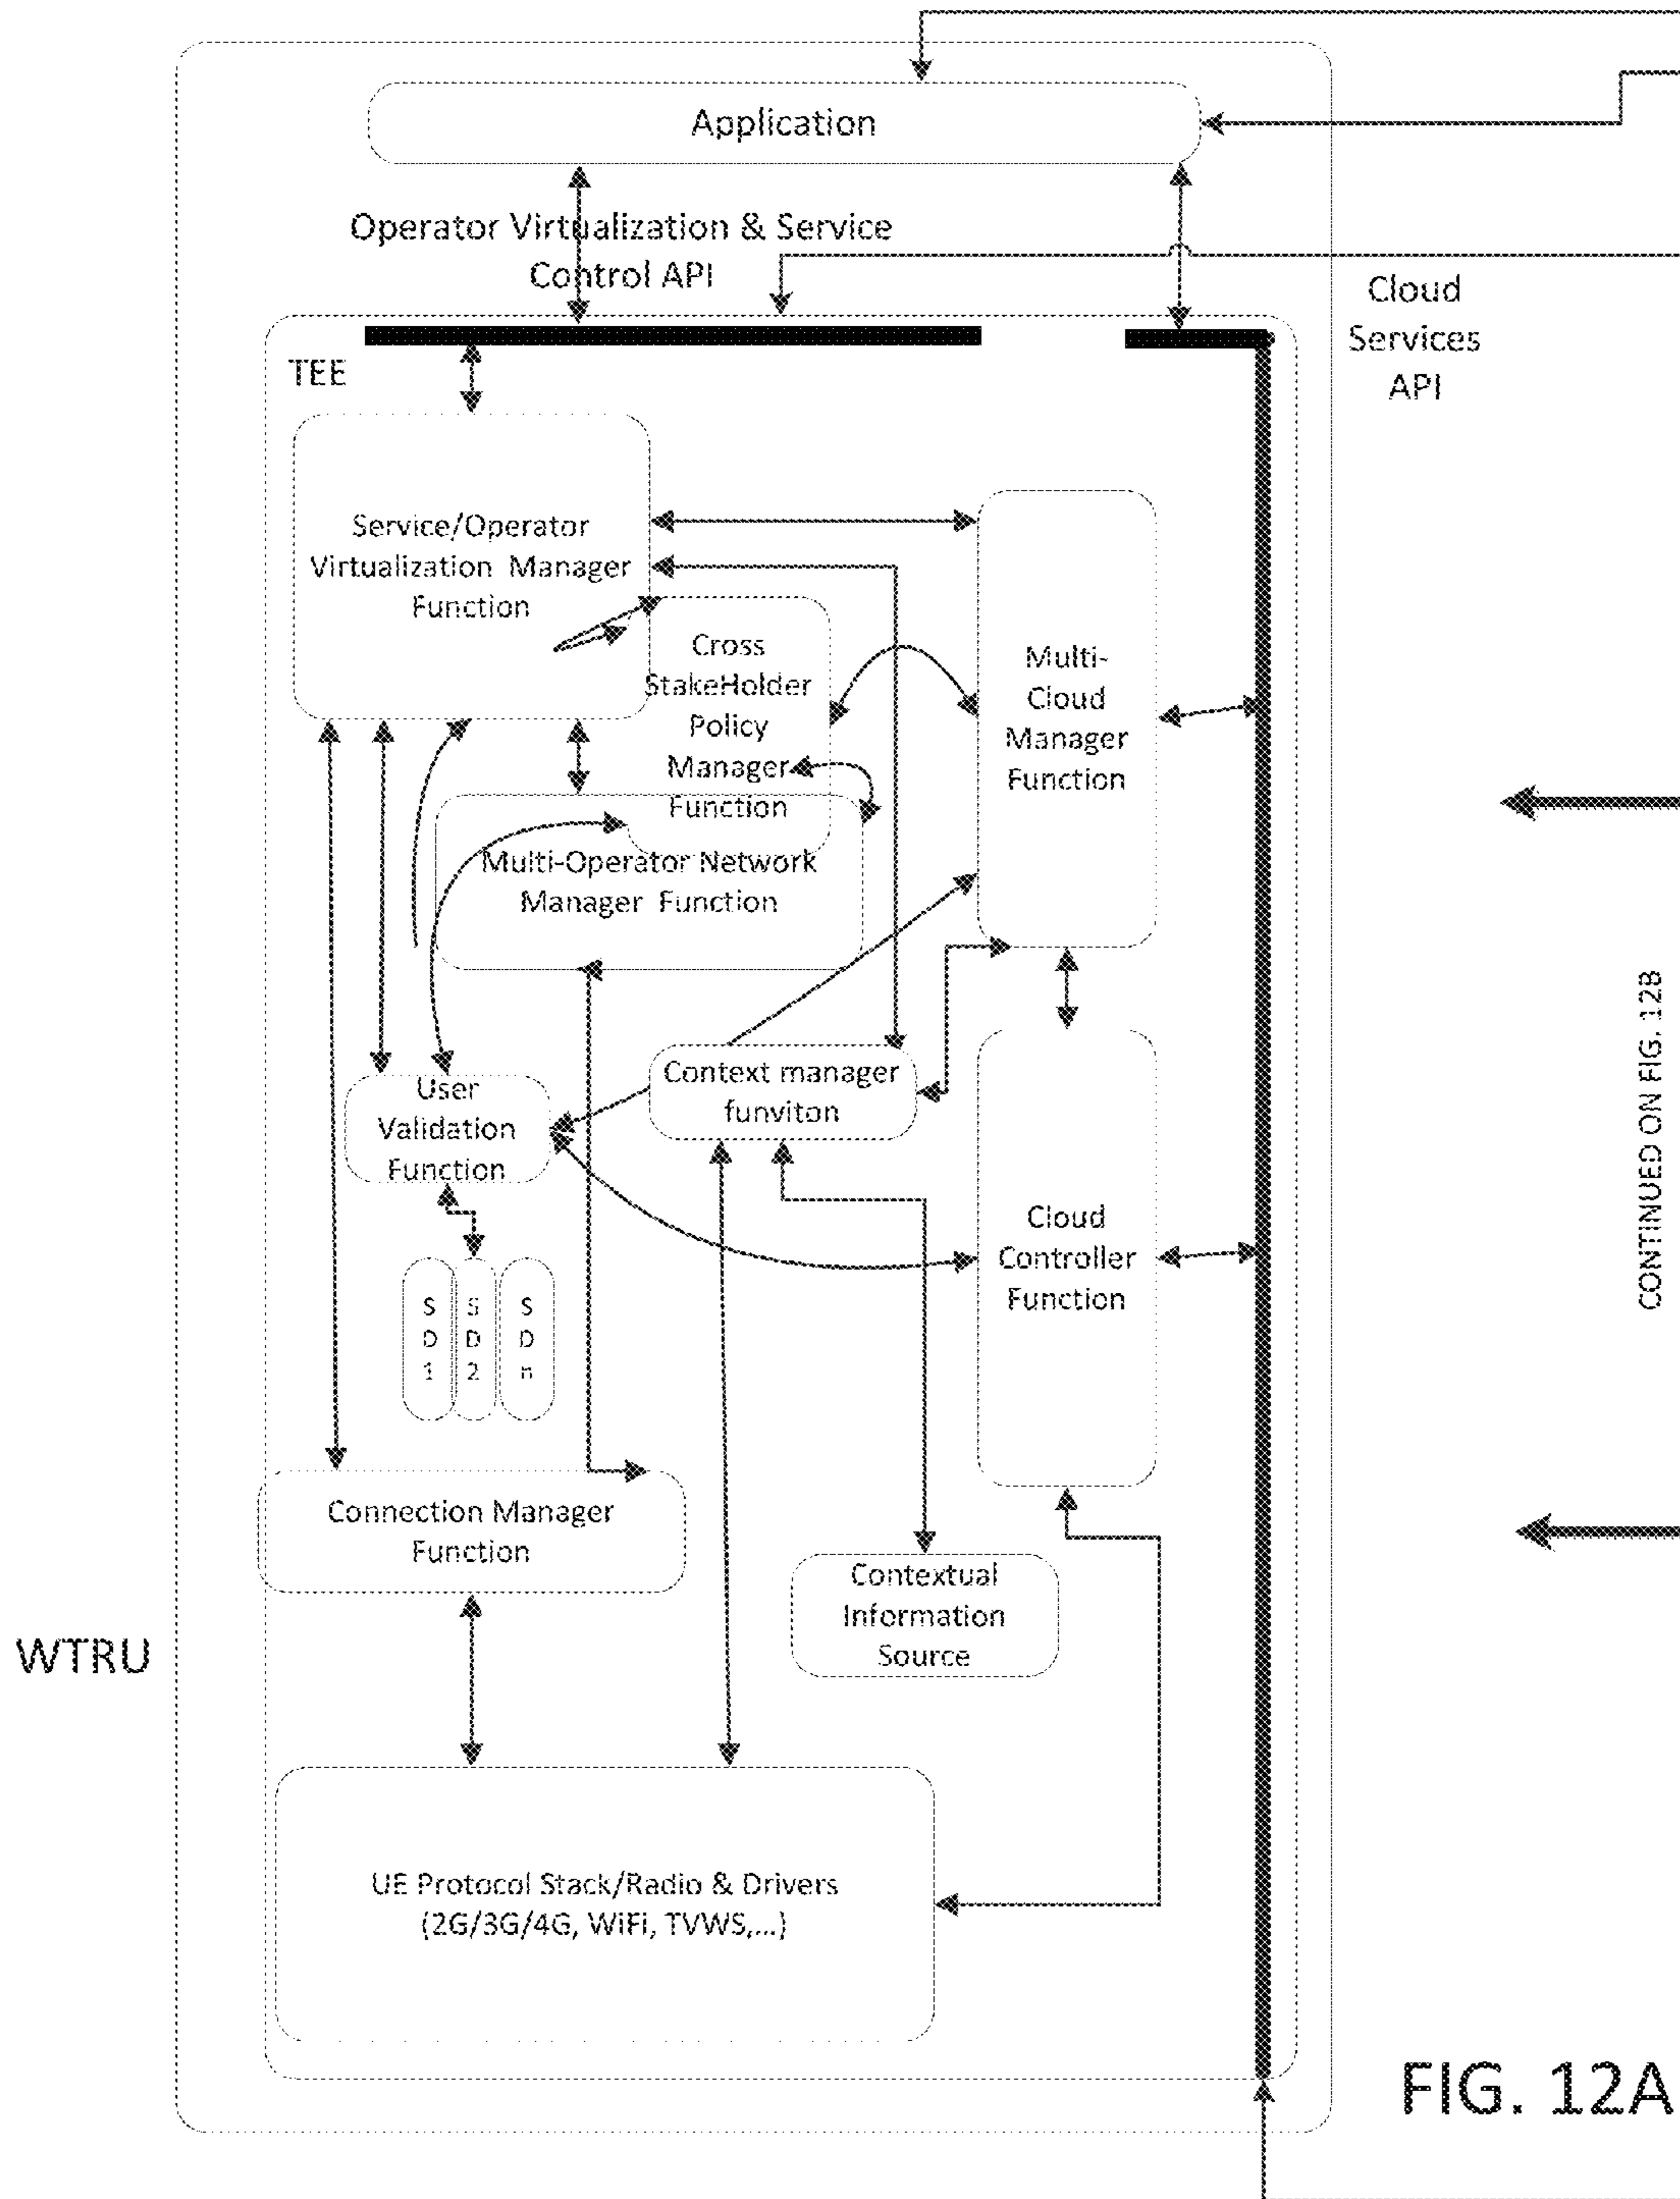 Application
Operator Virtualization & Service
Control API
Cloud
Services
API
TEE
Service/Operator
Virtualization Manager
Function
Cross
StakeHolder
Policy
Manager
Function
Multi-
Cloud
Manager
Function
Multi-Operator Network
Manager Function
CONTINUED ON FIG. 12B
Context manager
funviton
User
Validation
Function
Cloud
Controller
Function
S
D
1
S
D
2
S
D
n
Connection Manager
Function
Contextual
Information
Source
WTRU
UE Protocol Stack/Radio & Drivers
(2G/3G/4G, WiFi, TVWS,...)
FIG. 12A